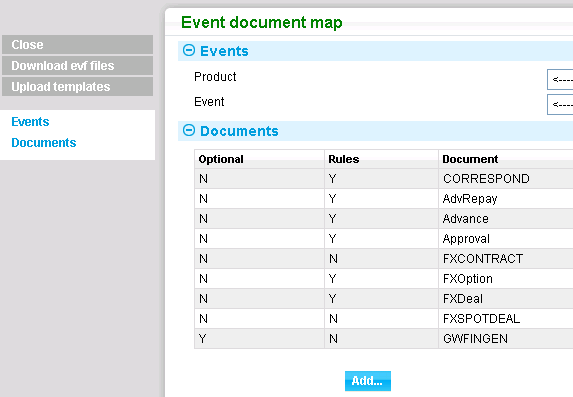 Event document map
Close
Download evf files
Upload templates
Events
Documents
Events
Product <----
Event <----
Documents
Optional Rules Document
N Y CORRESPOND
N Y AdvRepay
N Y Advance
N Y Approval
N N FXCONTRACT
N Y FXOption
N Y FXDeal
N N FXSPOTDEAL
Y N GWFINGEN
Add...